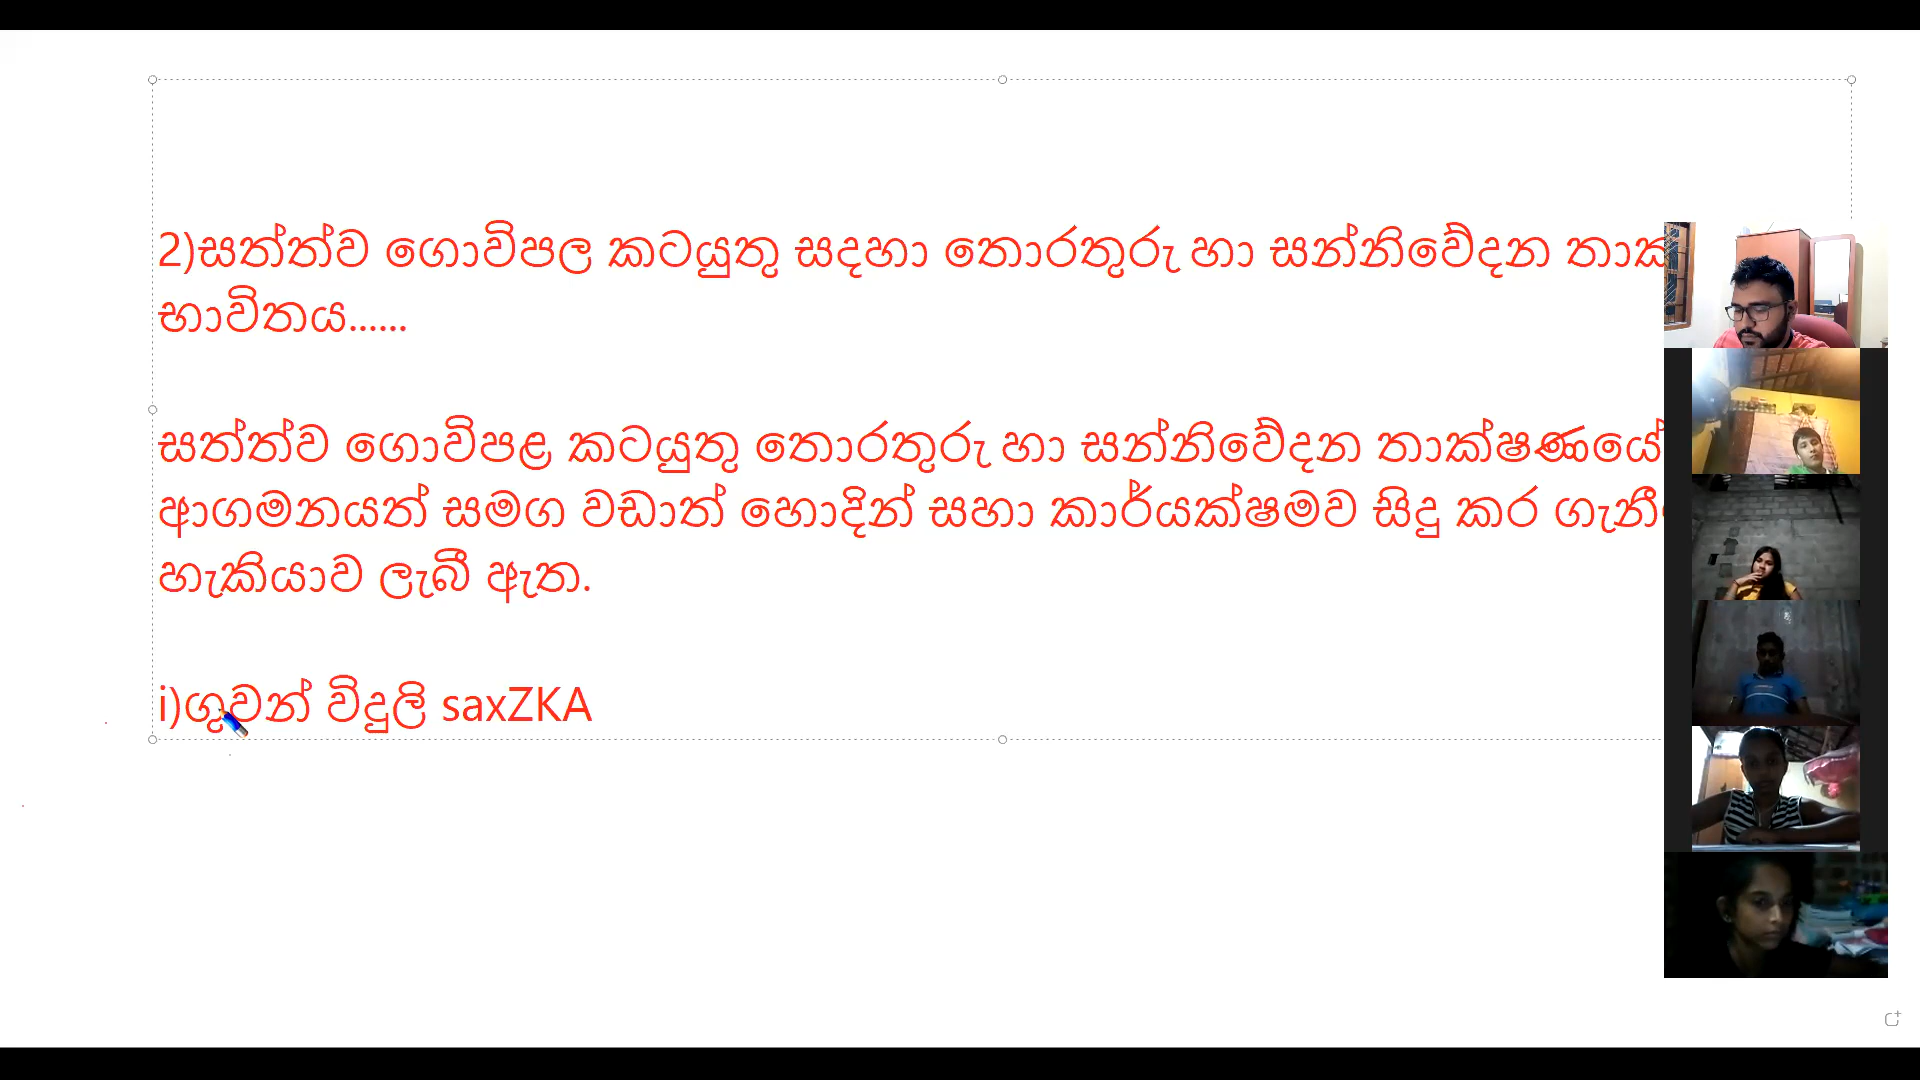 2)සත්ත්ව ගොවිපල කටයුතු සදහා තොරතුරු හා සන්නිවේදන
භාවිතය......
සත්ත්ව ගොවිපළ කටයුතු තොරතුරු හා සන්නිවේදන තාක්ෂණයේ
ආගමනයත් සමග වඩාත් හොදින් සහා කාර්යක්ෂමව සිදු කර
හැකියාව ලැබී ඇත.
i)ගුවන් විදුලි saxZKA